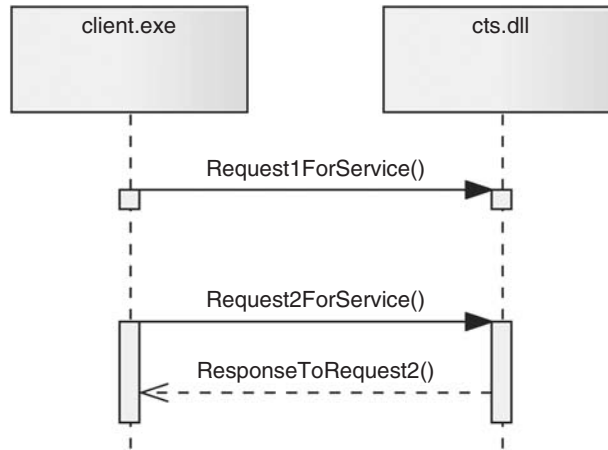 client.exe
cts.dll
Request1ForService()
Request2ForService()
ResponseToRequest2()